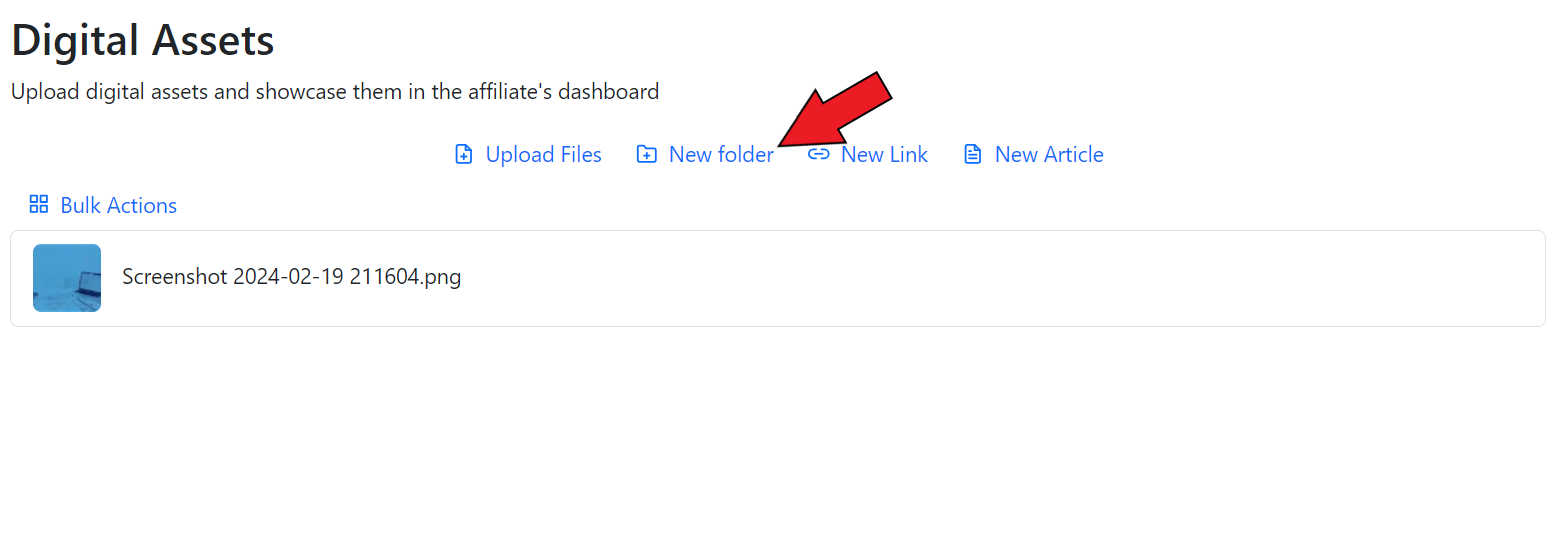 Digital Assets
Upload digital assets and showcase them in the affiliate's dashboard
Upload Files New folder New Link New Article
Bulk Actions
Screenshot 2024-02-19 211604.png